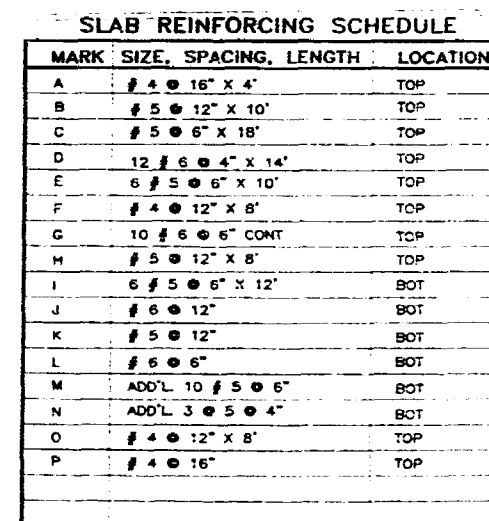 SLAB REINFORCING SCHEDULE
MARK SIZE, SPACING, LENGTH LOCATION
A # 4 @ 16" X 4' TOP
B # 5 @ 12" X 10' TOP
C # 5 @ 6" X 18' TOP
D 12 # 6 @ 4" X 14' TOP
E 6 # 5 @ 6" X 10' TOP
F # 4 @ 12" X 8' TOP
G 10 # 6 @ 6" CONT TOP
H # 5 @ 12" X 8' TOP
I 6 # 5 @ 6" X 12' BOT
J # 6 @ 12" BOT
K # 5 @ 12" BOT
L # 6 @ 6" BOT
M ADD'L 10 # 5 @ 6" BOT
N ADD'L 3 @ 5 @ 4" BOT
O # 4 @ 12" X 8' TOP
P # 4 @ 16" TOP